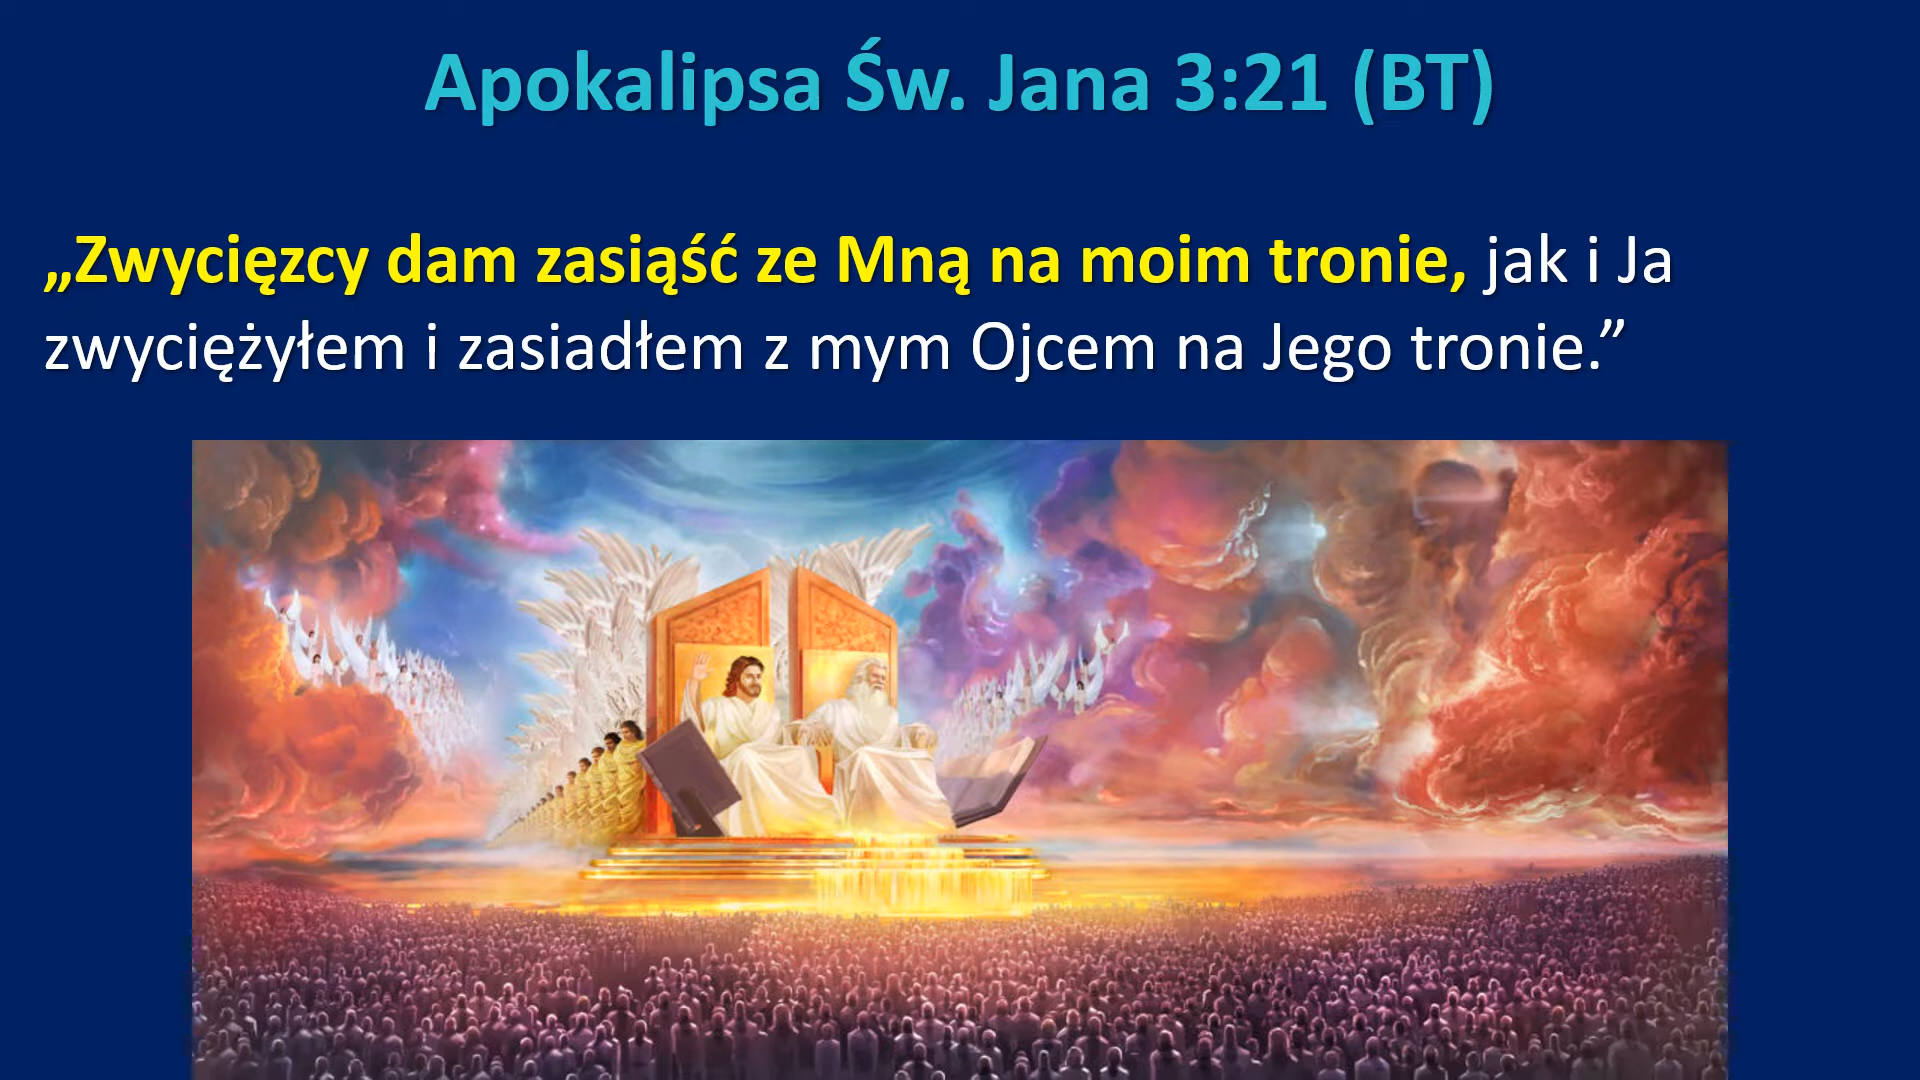 Apokalipsa Św. Jana 3:21 (BT)
„Zwycięzcy dam zasiąść ze Mną na moim tronie, jak i Ja
zwyciężyłem i zasiadłem z mym Ojcem na Jego tronie.”